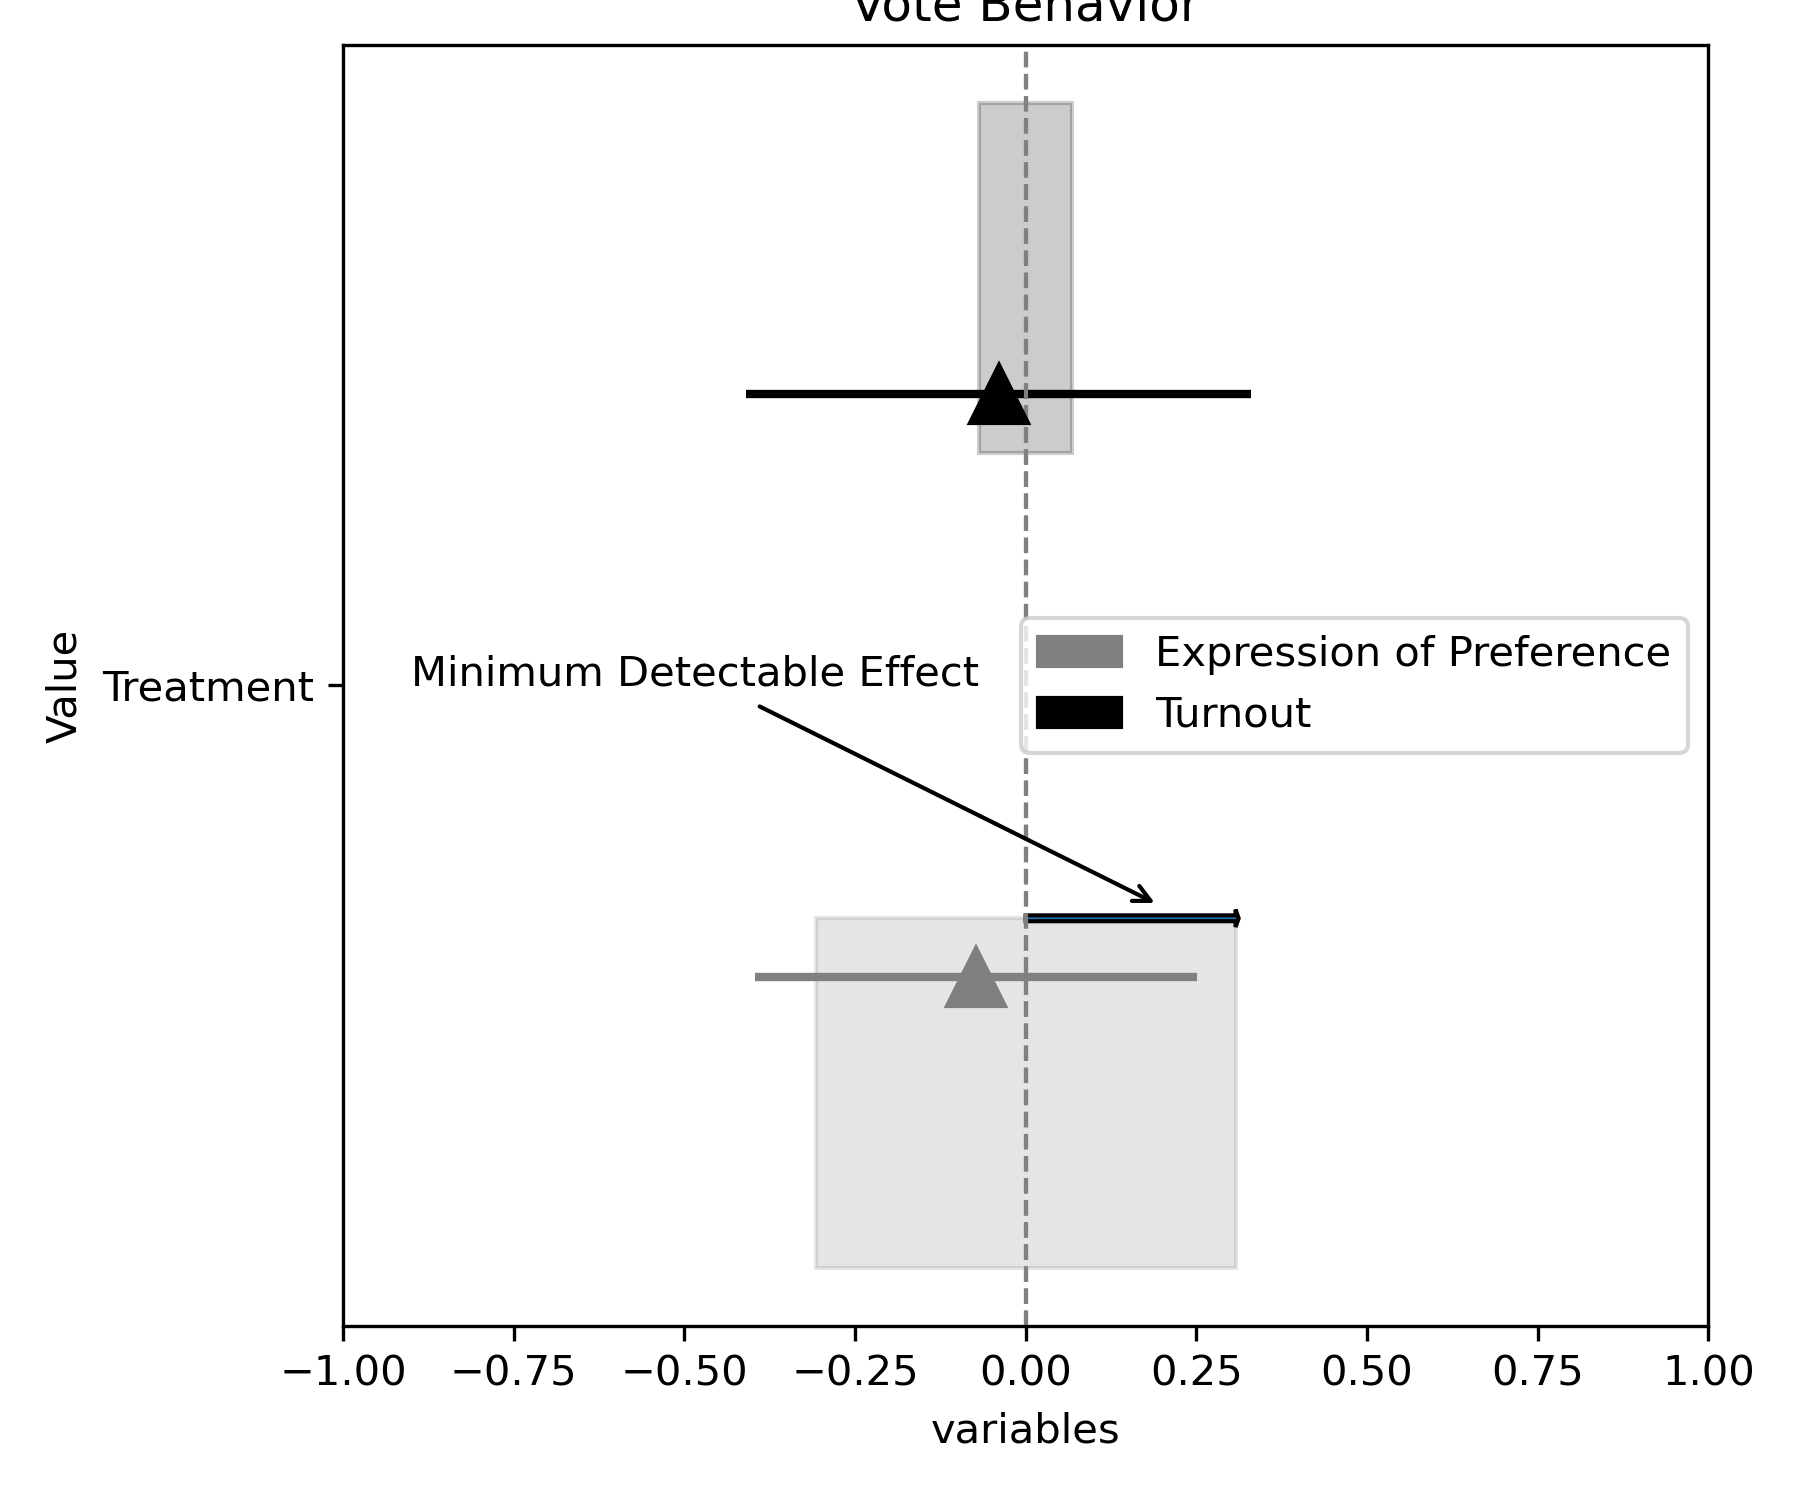 Vote Behavior
Value
Treatment
Minimum Detectable Effect
Expression of Preference
Turnout
−1.00 −0.75 −0.50 −0.25 0.00 0.25 0.50 0.75 1.00
variables